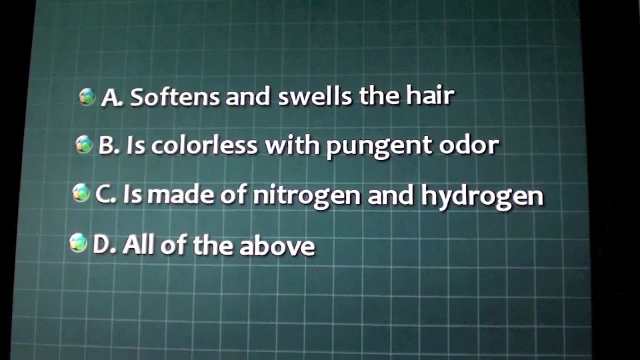 A. Softens and swells the hair
B. Is colorless with pungent odor
C. Is made of nitrogen and hydrogen
D. All of the above